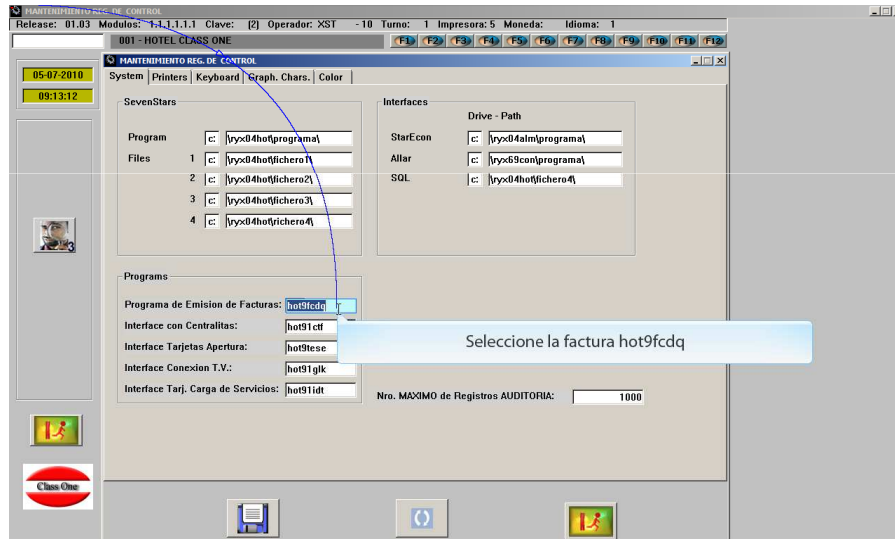 MANTENIMIENTO REG. DE CONTROL
Release: 01.03 Modulos: 1.1.1.1.1.1 Clave: [2] Operador: XST -10 Turno: 1 Impresora: 5 Moneda: Idioma: 1
001 - HOTEL CLASS ONE F1 F2 F3 F4 F5 F6 F7 F8 F9 F10 F11 F12
MANTENIMIENTO REG. DE CONTROL
05-07-2010
09:13:12
System Printers Keyboard Graph. Chars. Color
SevenStars
Interfaces
Drive - Path
Program c: \ryx04hot\programa\
StarEcon c: \ryx04alm\programa\
Files 1 c: \ryx04hot\fichero1\
Allar c: \ryx69con\programa\
2 c: \ryx04hot\fichero2\
SQL c: \ryx04hot\fichero4\
3 c: \ryx04hot\fichero3\
4 c: \ryx04hot\richero4\
3
Programs
Programa de Emision de Facturas: hot9fcdq
Interface con Centralitas: hot91ctf
Interface Tarjetas Apertura: hot9tese
Interface Conexion T.V.: hot91glk
Interface Tarj. Carga de Servicios: hot91idt
Seleccione la factura hot9fcdq
Nro. MAXIMO de Registros AUDITORIA: 1000
Class One